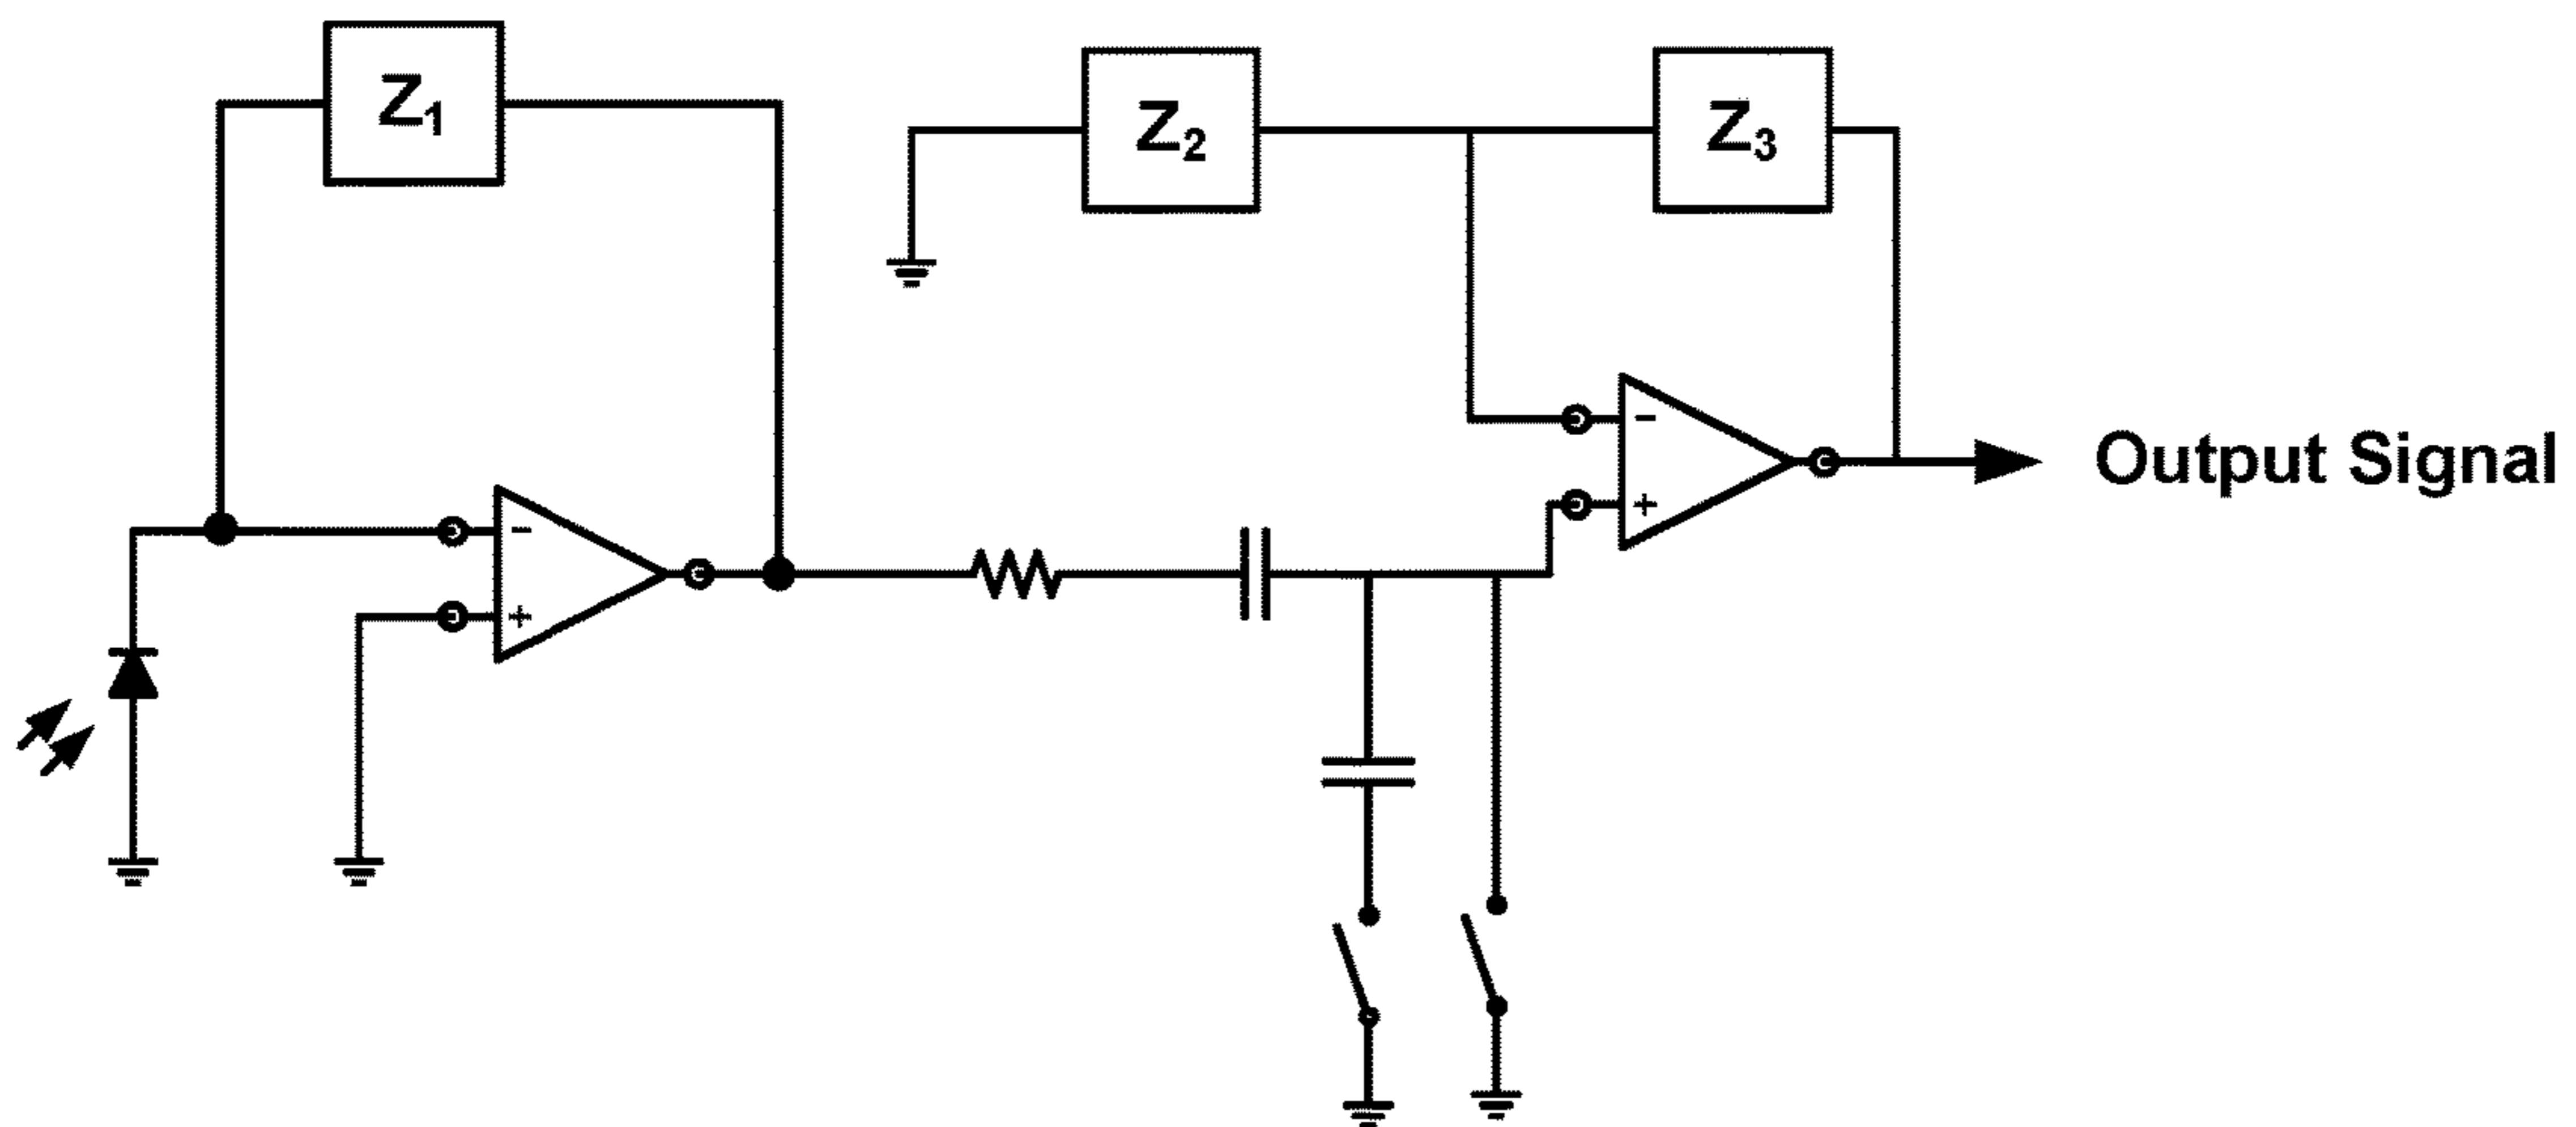 Z1
Z2
Z3
-
+
-
+
Output Signal